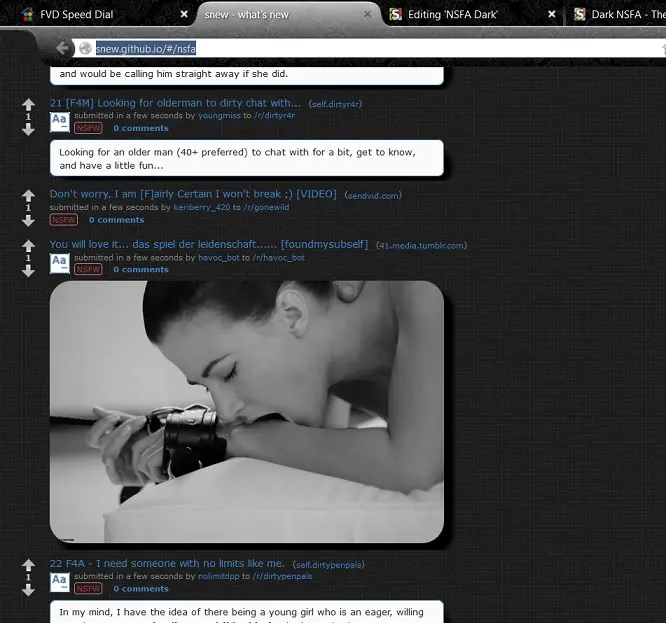 FVD Speed Dial
snew - what's new
Editing 'NSFA Dark'
Dark NSFA - The
snew.github.io/#/nsfa
and would be calling him straight away if she did.
21 [F4M] Looking for olderman to dirty chat with... (self.dirtyr4r)
1
Aa
submitted in a few seconds by youngmiss to /r/dirtyr4r
NSFW 0 comments
Looking for an older man (40+ preferred) to chat with for a bit, get to know,
and have a little fun...
Don't worry, I am [F]airly Certain I won't break ;) [VIDEO] (sendvid.com)
1
submitted in a few seconds by keriberry_420 to /r/gonewild
NSFW 0 comments
You will love it... das spiel der leidenschaft...... [foundmysubself] (41.media.tumblr.com)
1
Aa
submitted in a few seconds by havoc_bot to /r/havoc_bot
NSFW 0 comments
22 F4A - I need someone with no limits like me. (self.dirtypenpals)
1
Aa
submitted in a few seconds by nolimitdpp to /r/dirtypenpals
NSFW 0 comments
In my mind, I have the idea of there being a young girl who is an eager, willing